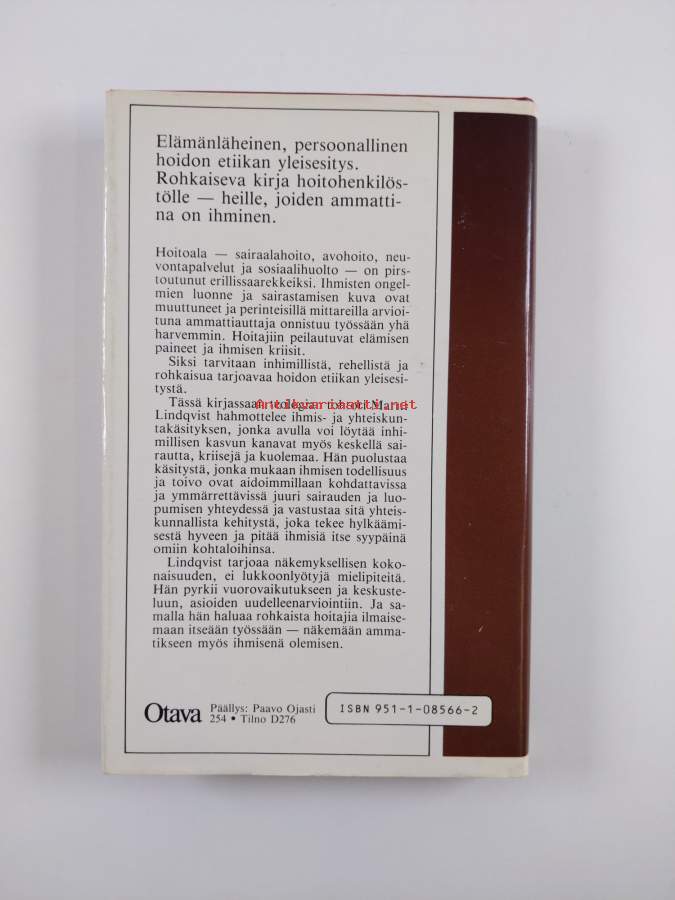 Elämänläheinen, persoonallinen
hoidon etiikan yleisesitys.
Rohkaiseva kirja hoitohenkilös-
tölle — heille, joiden ammatti-
na on ihminen.
Hoitoala — sairaalahoito, avohoito, neu-
vontapalvelut ja sosiaalihuolto — on pirs-
toutunut erillissaarekkeiksi. Ihmisten ongel-
mien luonne ja sairastamisen kuva ovat
muuttuneet ja perinteisillä mittareilla arvioi-
tuna ammattiauttaja onnistuu työssään yhä
harvemmin. Hoitajiin peilautuvat elämisen
paineet ja ihmisen kriisit.
Siksi tarvitaan inhimillistä, rehellistä ja
rohkaisua tarjoavaa hoidon etiikan yleisesi-
tystä.
Tässä kirjassaan teologian tohtori Martti
Lindqvist hahmottelee ihmis- ja yhteiskun-
takäsityksen, jonka avulla voi löytää inhi-
millisen kasvun kanavat myös keskellä sai-
rautta, kriisejä ja kuolemaa. Hän puolustaa
käsitystä, jonka mukaan ihmisen todellisuus
ja toivo ovat aidoimmillaan kohdattavissa
ja ymmärrettävissä juuri sairauden ja luo-
pumisen yhteydessä ja vastustaa sitä yhteis-
kunnallista kehitystä, joka tekee hylkäämi-
sestä hyveen ja pitää ihmisiä itse syypäinä
omiin kohtaloihinsa.
Lindqvist tarjoaa näkemyksellisen koko-
naisuuden, ei lukkoonlyötyjä mielipiteitä.
Hän pyrkii vuorovaikutukseen ja keskuste-
luun, asioiden uudelleenarviointiin. Ja sa-
malla hän haluaa rohkaista hoitajia ilmaise-
maan itseään työssään — näkemään amma-
tikseen myös ihmisenä olemisen.
Antikvariaatti.net
Otava
Päällys: Paavo Ojasti
254 • Tilno D276
ISBN 951-1-08566-2